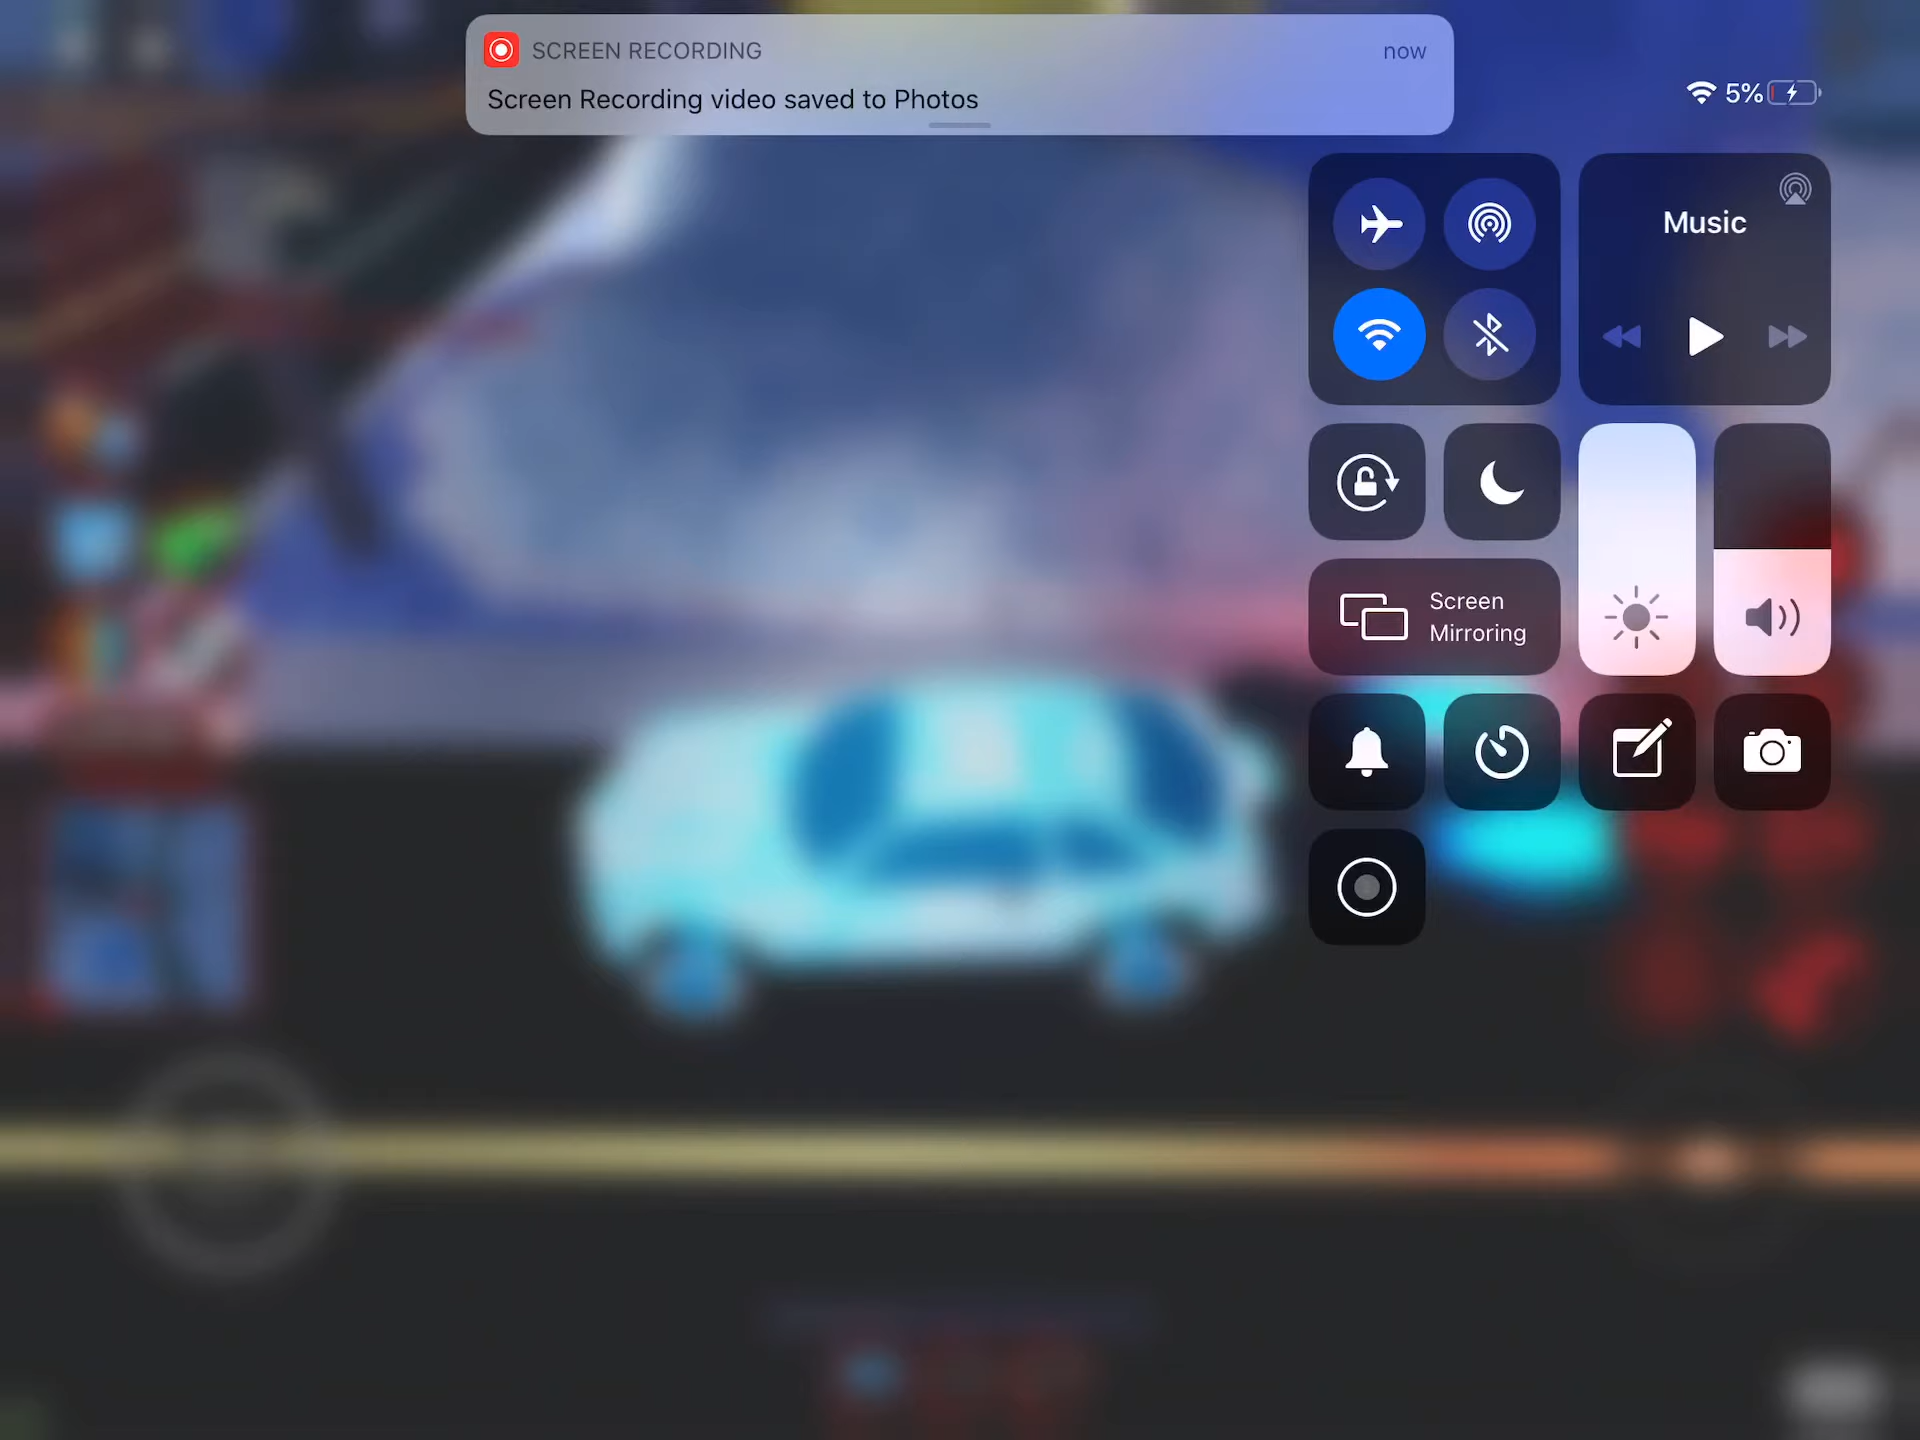 SCREEN RECORDING
now
Screen Recording video saved to Photos
5%
Music
Screen
Mirroring